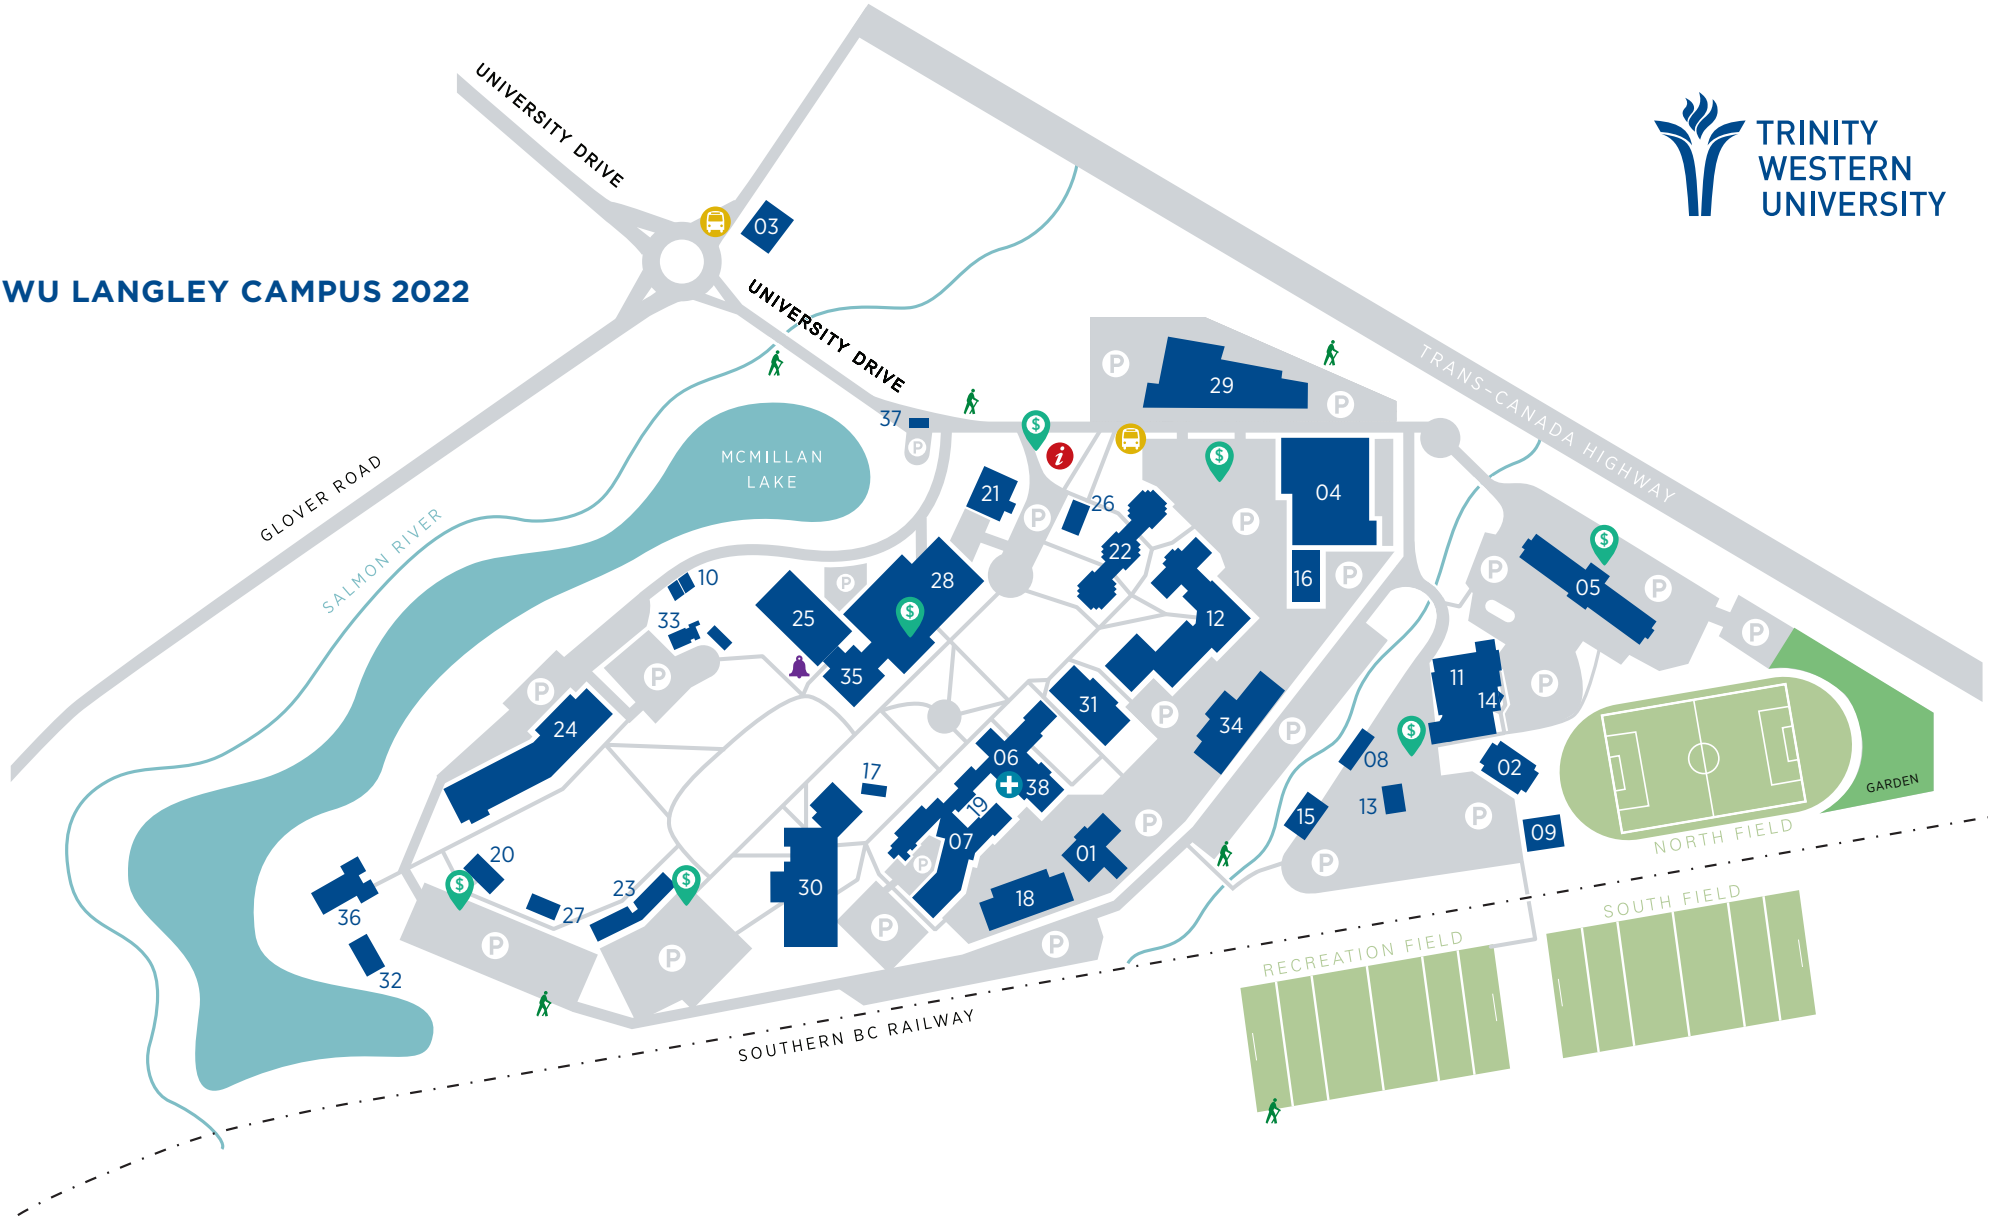 UNIVERSITY DRIVE
TRINITY
WESTERN
UNIVERSITY
03
WU LANGLEY CAMPUS 2022
UNIVERSITY DRIVE
TRANS-CANADA HIGHWAY
P
29
P
37
$
P
i
$
MCMILLAN
LAKE
GLOVER ROAD
SALMON RIVER
21
26
P
04
P
22
$
05
P
P
28
10
P
25
16
P
$
12
33
P
35
P
P
24
31
P
34
P
11
14
P
$
08
02
06
38
19
17
13
15
P
09
GARDEN
NORTH FIELD
07
P
01
P
P
20
$
23
$
30
18
27
36
P
32
P
P
P
SOUTH FIELD
RECREATION FIELD
SOUTHERN BC RAILWAY